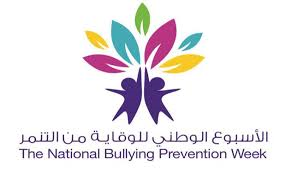 الأسبوع الوطني للوقاية من التنمر
The National Bullying Prevention Week